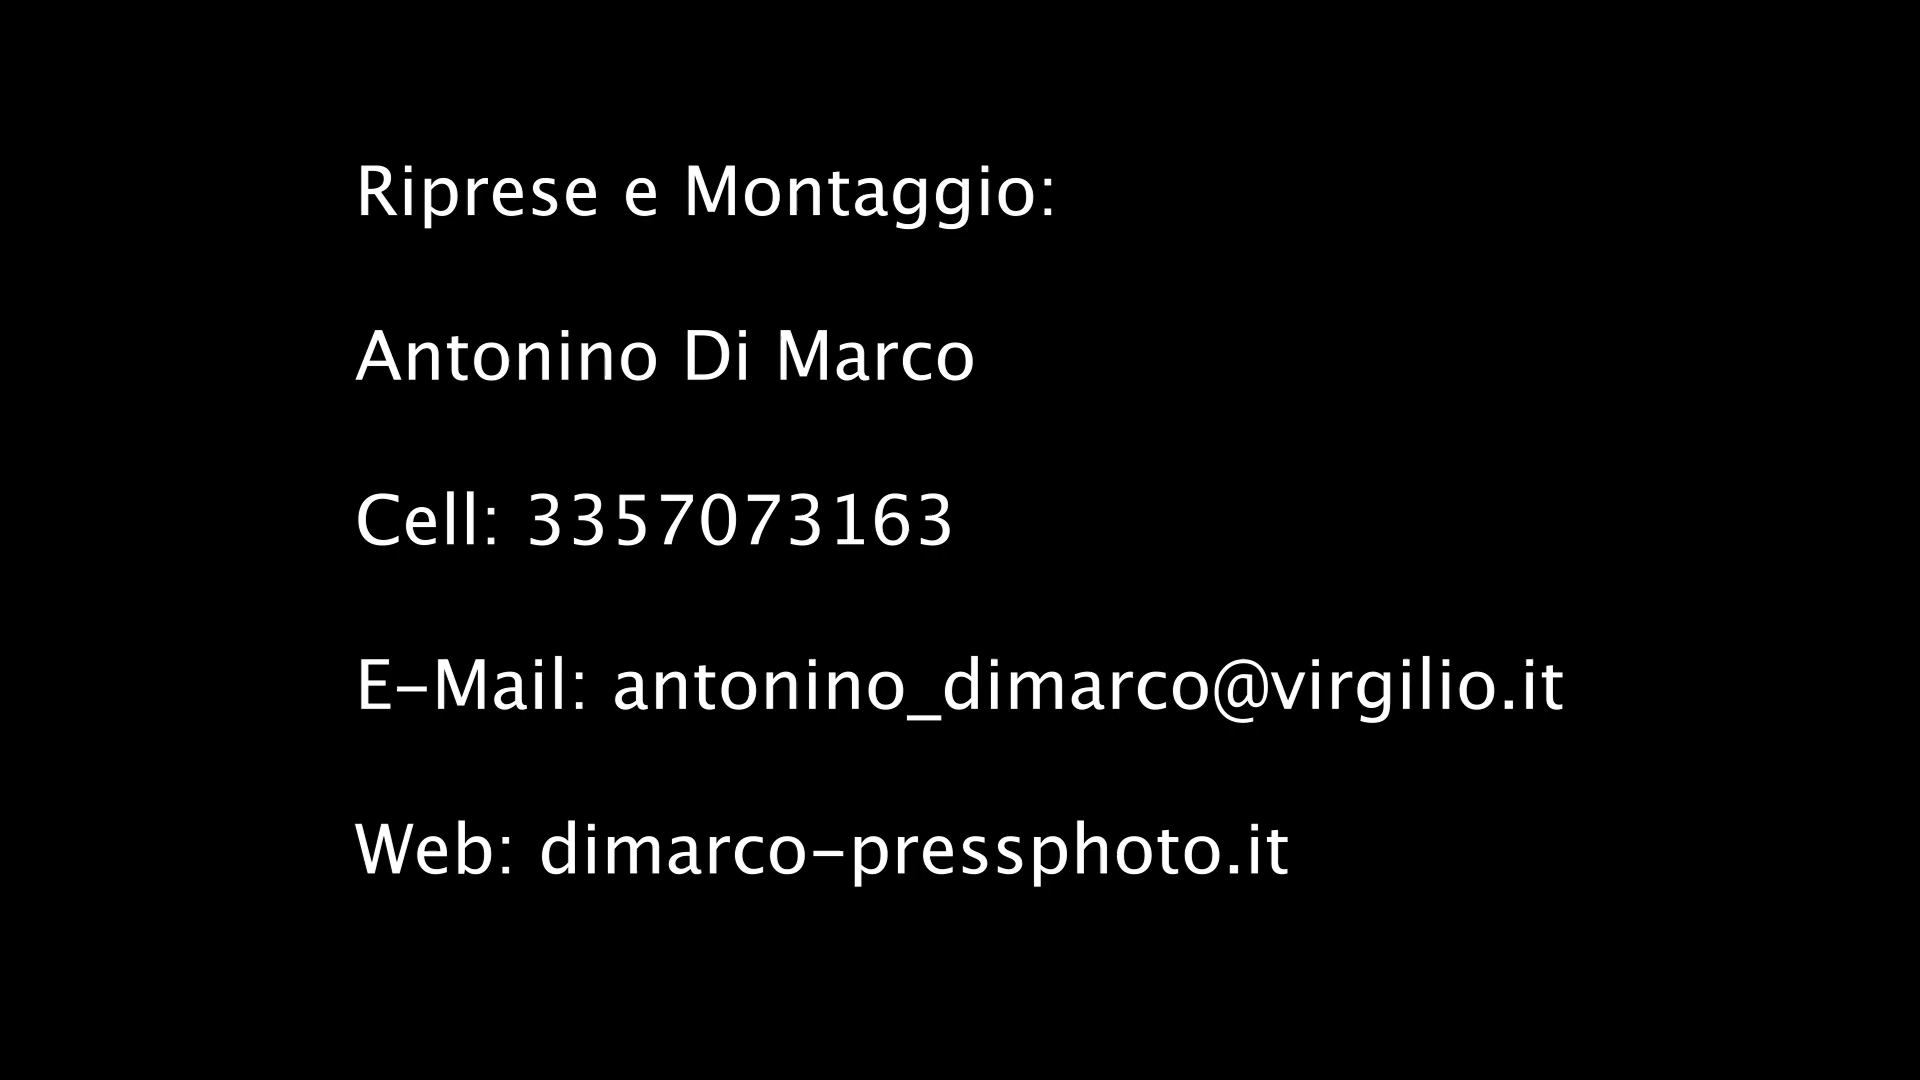 Riprese e Montaggio:
Antonino Di Marco
Cell: 3357073163
E-Mail: antonino_dimarco@virgilio.it
Web: dimarco-pressphoto.it